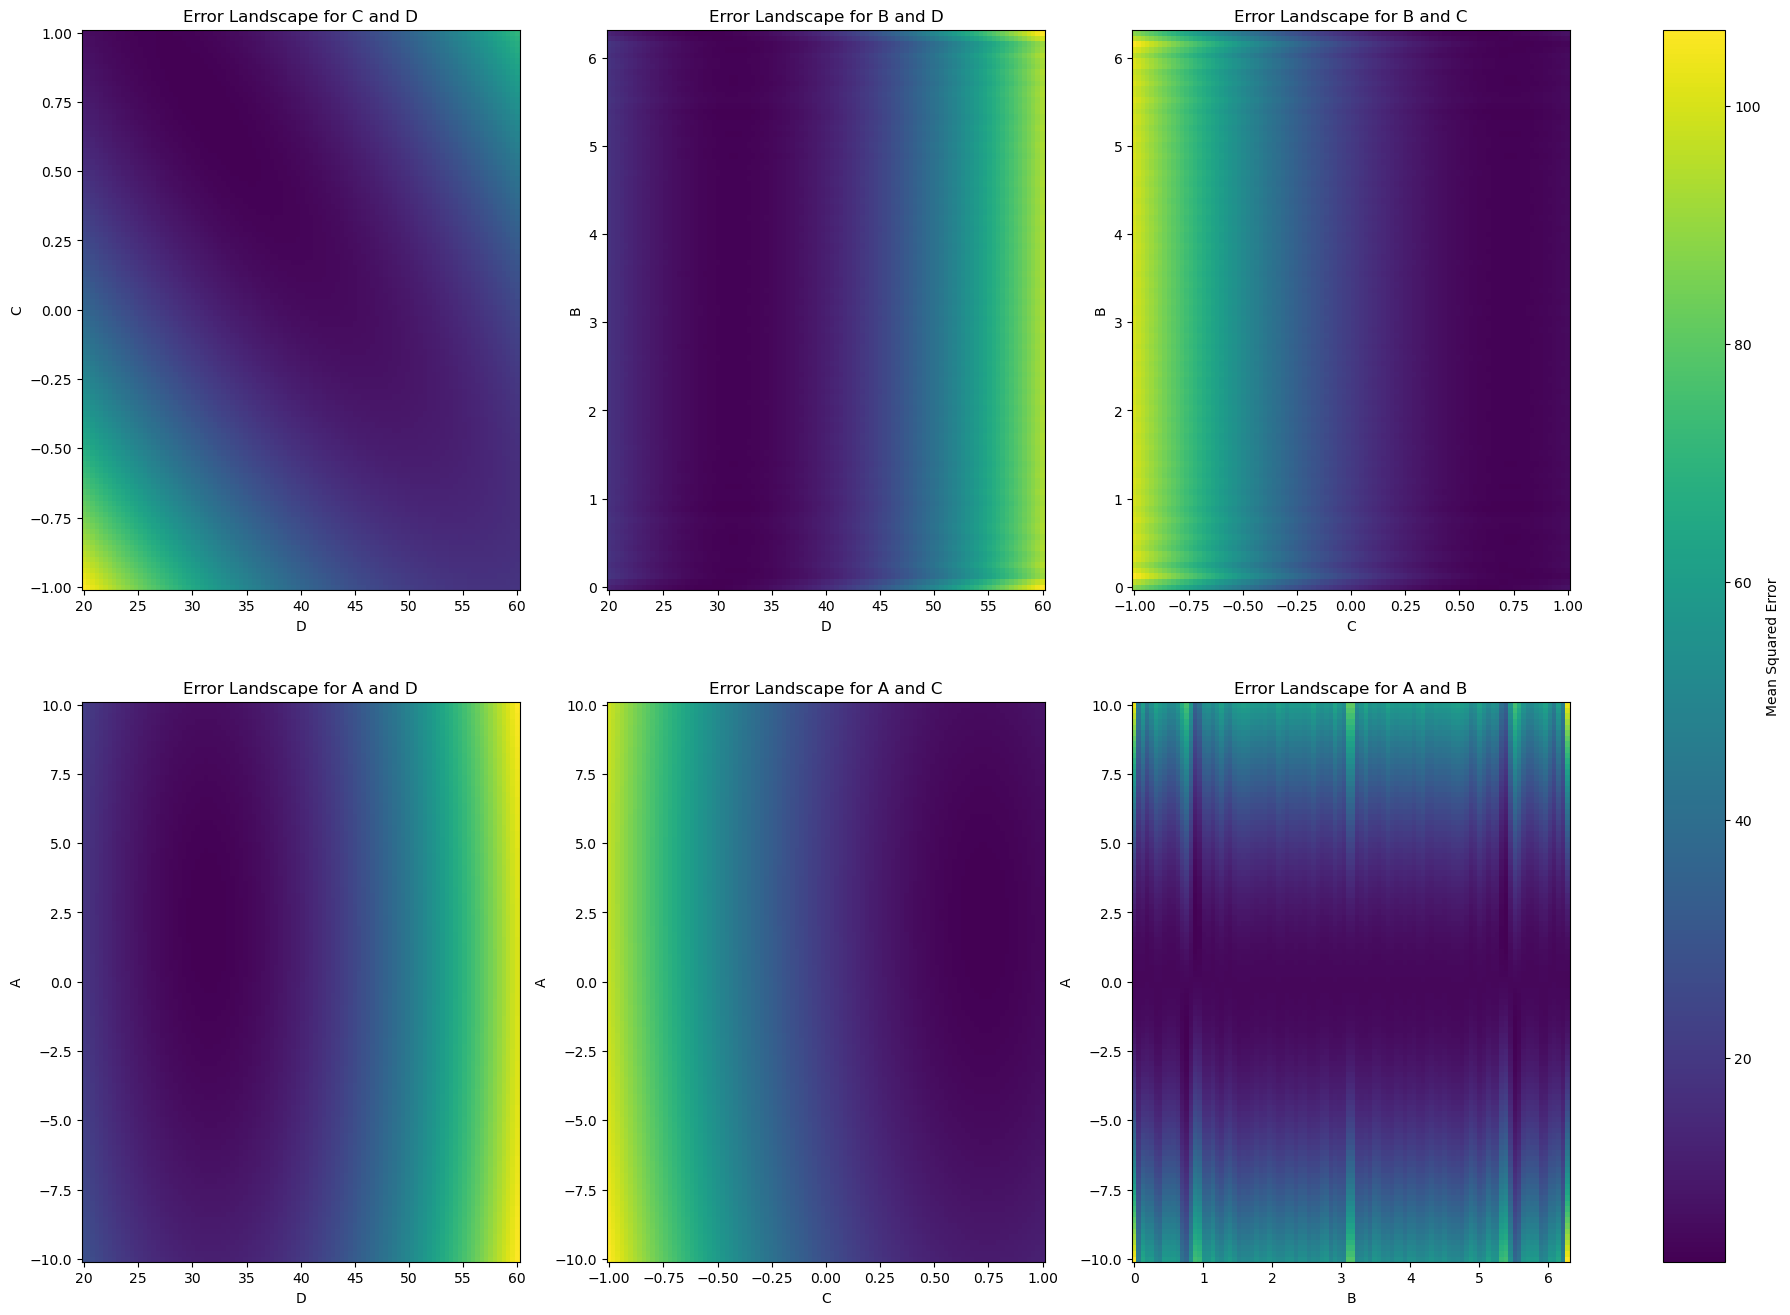 Error Landscape for C and D
1.00
0.75
0.50
0.25
0.00
−0.25
−0.50
−0.75
−1.00
C
20 25 30 35 40 45 50 55 60
D
Error Landscape for B and D
6
5
4
3
2
1
0
B
20 25 30 35 40 45 50 55 60
D
Error Landscape for B and C
6
5
4
3
2
1
0
B
−1.00 −0.75 −0.50 −0.25 0.00 0.25 0.50 0.75 1.00
C
Error Landscape for A and D
10.0
7.5
5.0
2.5
0.0
−2.5
−5.0
−7.5
−10.0
A
20 25 30 35 40 45 50 55 60
D
Error Landscape for A and C
10.0
7.5
5.0
2.5
0.0
−2.5
−5.0
−7.5
−10.0
A
−1.00 −0.75 −0.50 −0.25 0.00 0.25 0.50 0.75 1.00
C
Error Landscape for A and B
10.0
7.5
5.0
2.5
0.0
−2.5
−5.0
−7.5
−10.0
A
0 1 2 3 4 5 6
B
100
80
60
40
20
Mean Squared Error